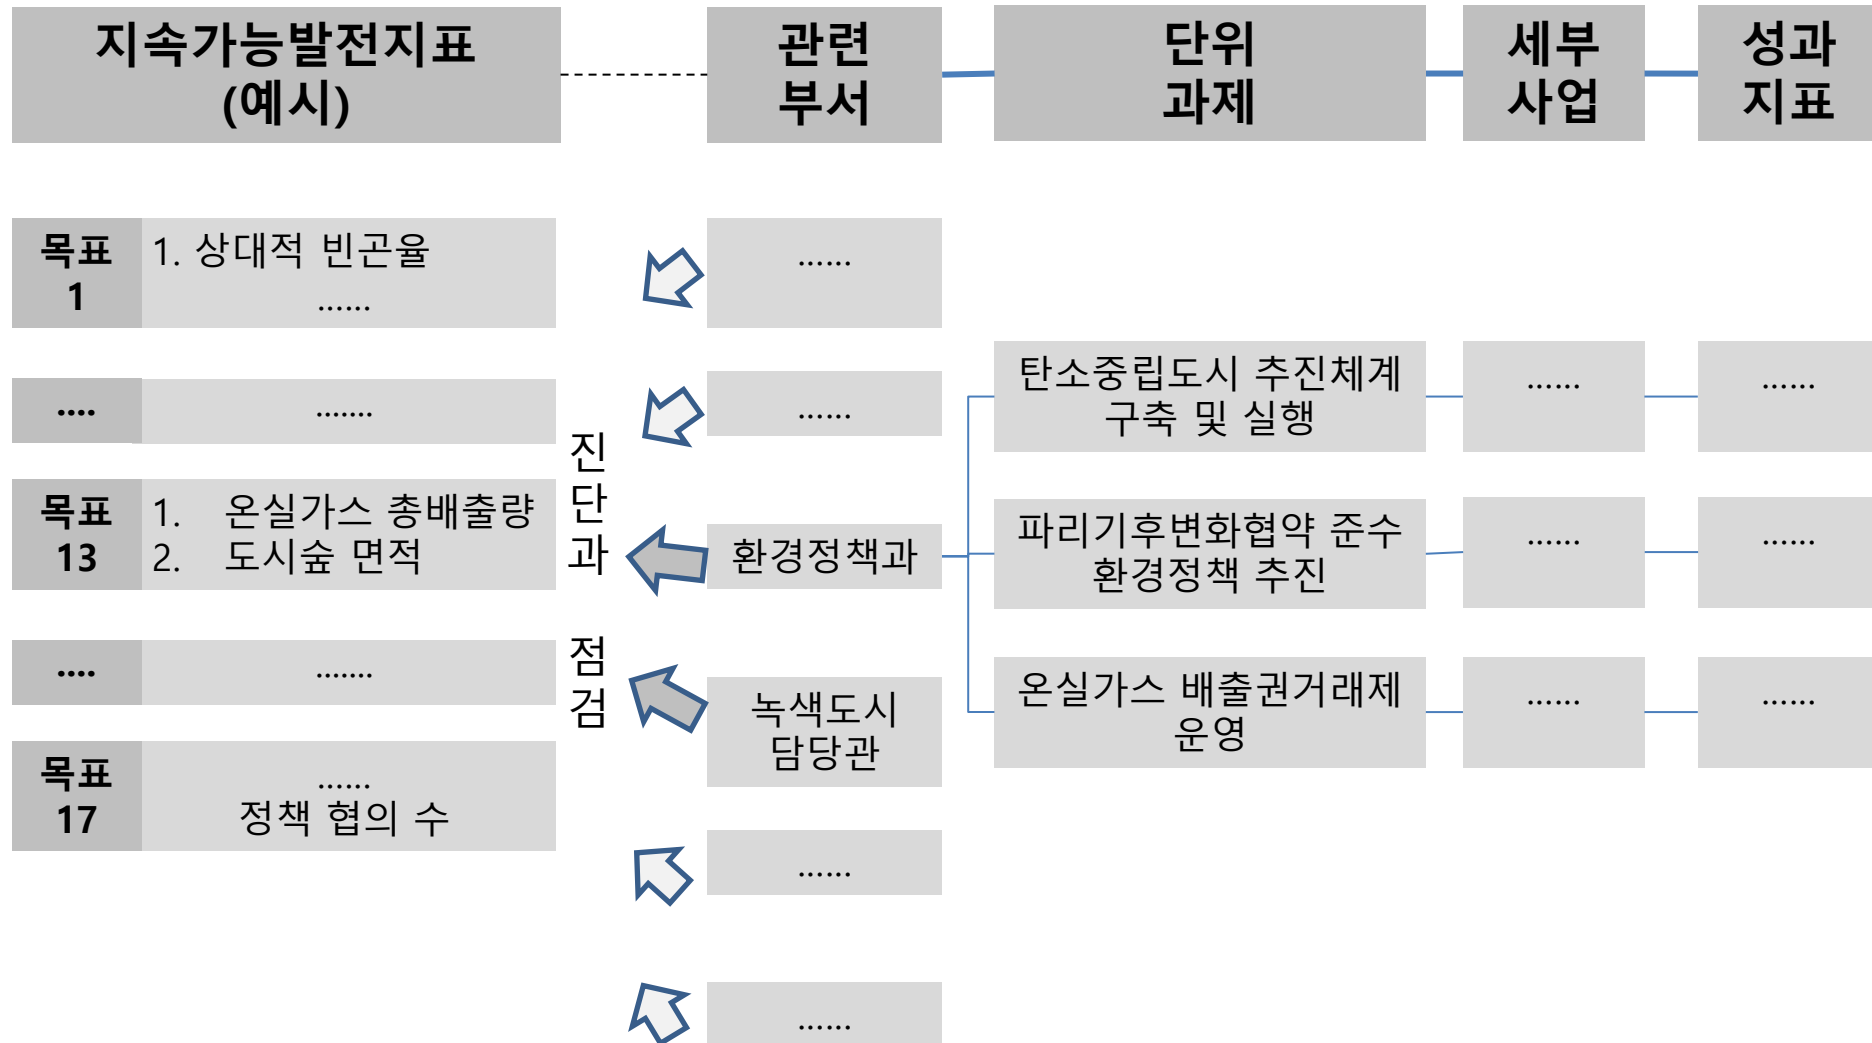 지속가능발전지표
(예시)
관련
부서
단위
과제
세부
사업
성과
지표
목표
1
1. 상대적 빈곤율
......
....
.......
목표
13
1. 온실가스 총배출량
2. 도시숲 면적
....
.......
목표
17
......
정책 협의 수
진
단
과
점
검
......
......
환경정책과
녹색도시
담당관
......
......
탄소중립도시 추진체계
구축 및 실행
......
......
파리기후변화협약 준수
환경정책 추진
......
......
온실가스 배출권거래제
운영
......
......